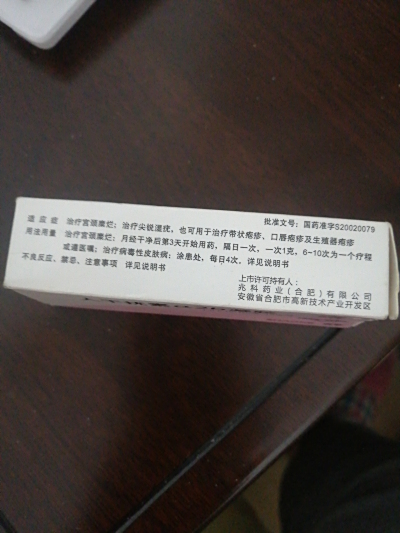 批准文号：国药准字S20020079
适应症 治疗宫颈糜烂；治疗尖锐湿疣，也可用于治疗带状疱疹、口唇疱疹及生殖器疱疹
用法用量 治疗宫颈糜烂：月经干净后第3天开始用药，隔日一次，一次1克，6~10次为一个疗程
或遵医嘱；治疗病毒性皮肤病：涂患处，每日4次。详见说明书
不良反应、禁忌、注意事项 详见说明书
上市许可持有人：
兆科药业（合肥）有限公司
安徽省合肥市高新技术产业开发区